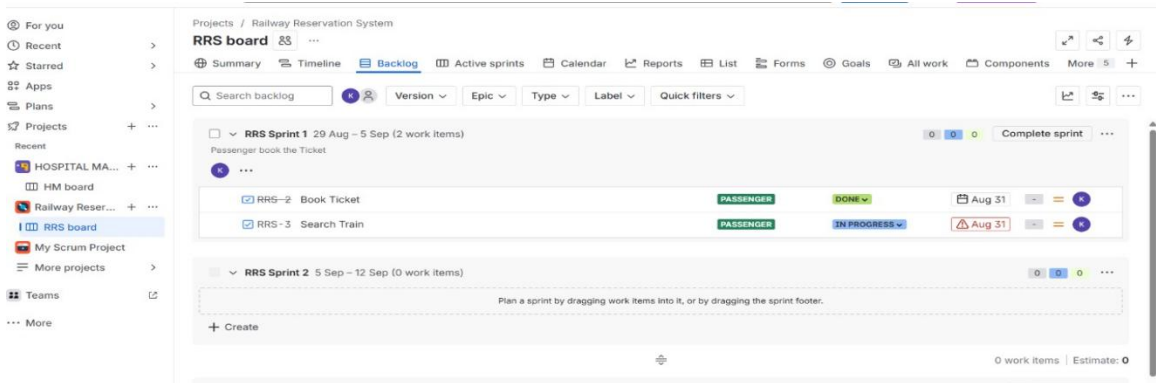 For you
Recent
Starred
Apps
Plans
Projects
Recent
HOSPITAL MA...
HM board
Railway Reser...
RRS board
My Scrum Project
More projects
Teams
More
Projects / Railway Reservation System
RRS board
Summary Timeline Backlog Active sprints Calendar Reports List Forms Goals All work Components More 5
Search backlog K Version Epic Type Label Quick filters
RRS Sprint 1 29 Aug – 5 Sep (2 work items) 0 0 0 Complete sprint
Passenger book the Ticket
K
RRS-2 Book Ticket PASSENGER DONE Aug 31 - K
RRS-3 Search Train PASSENGER IN PROGRESS Aug 31 - K
RRS Sprint 2 5 Sep – 12 Sep (0 work items) 0 0 0
Plan a sprint by dragging work items into it, or by dragging the sprint footer.
+ Create
0 work items | Estimate: 0